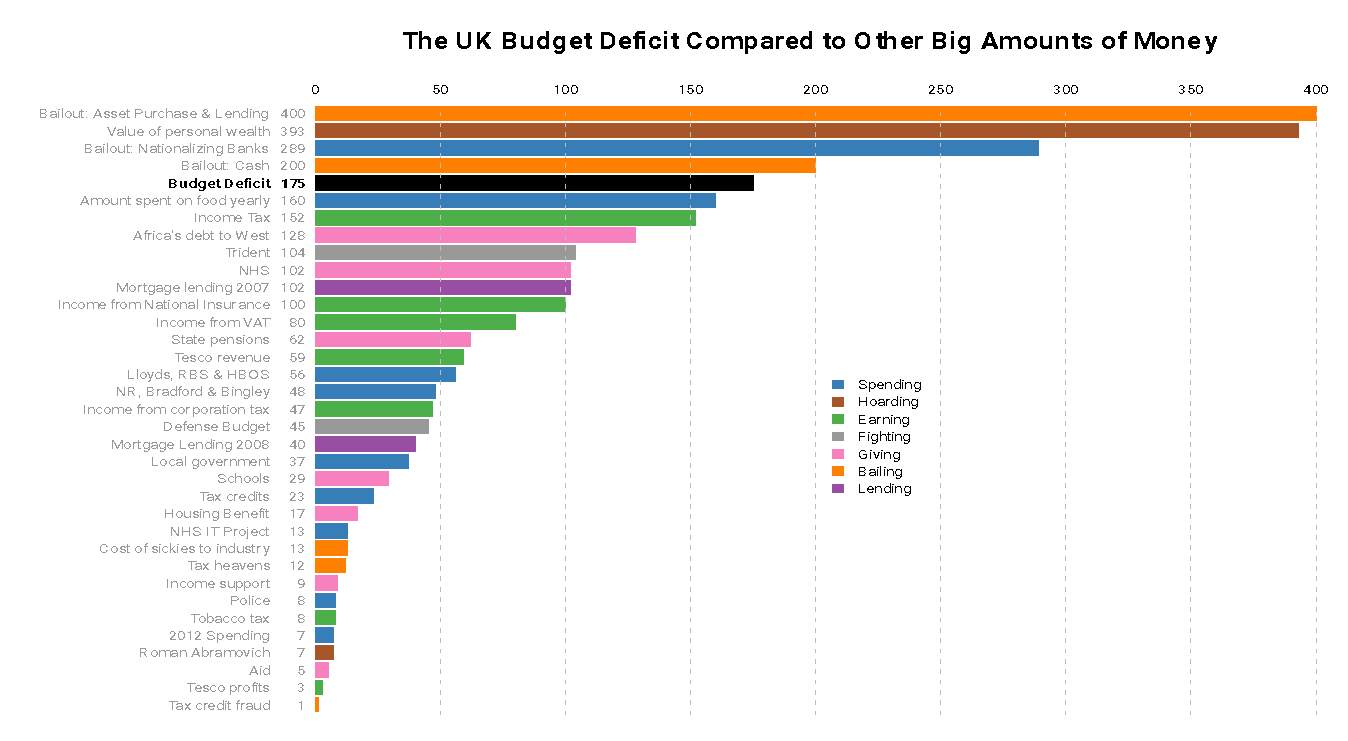 The UK Budget Deficit Compared to Other Big Amounts of Money
0 50 100 150 200 250 300 350 400
Bailout: Asset Purchase & Lending 400
Value of personal wealth 393
Bailout: Nationalizing Banks 289
Bailout: Cash 200
Budget Deficit 175
Amount spent on food yearly 160
Income Tax 152
Africa's debt to West 128
Trident 104
NHS 102
Mortgage lending 2007 102
Income from National Insurance 100
Income from VAT 80
State pensions 62
Tesco revenue 59
Lloyds, RBS & HBOS 56
NR, Bradford & Bingley 48
Income from corporation tax 47
Defense Budget 45
Mortgage Lending 2008 40
Local government 37
Schools 29
Tax credits 23
Housing Benefit 17
NHS IT Project 13
Cost of sickies to industry 13
Tax heavens 12
Income support 9
Police 8
Tobacco tax 8
2012 Spending 7
Roman Abramovich 7
Aid 5
Tesco profits 3
Tax credit fraud 1
Spending
Hoarding
Earning
Fighting
Giving
Bailing
Lending